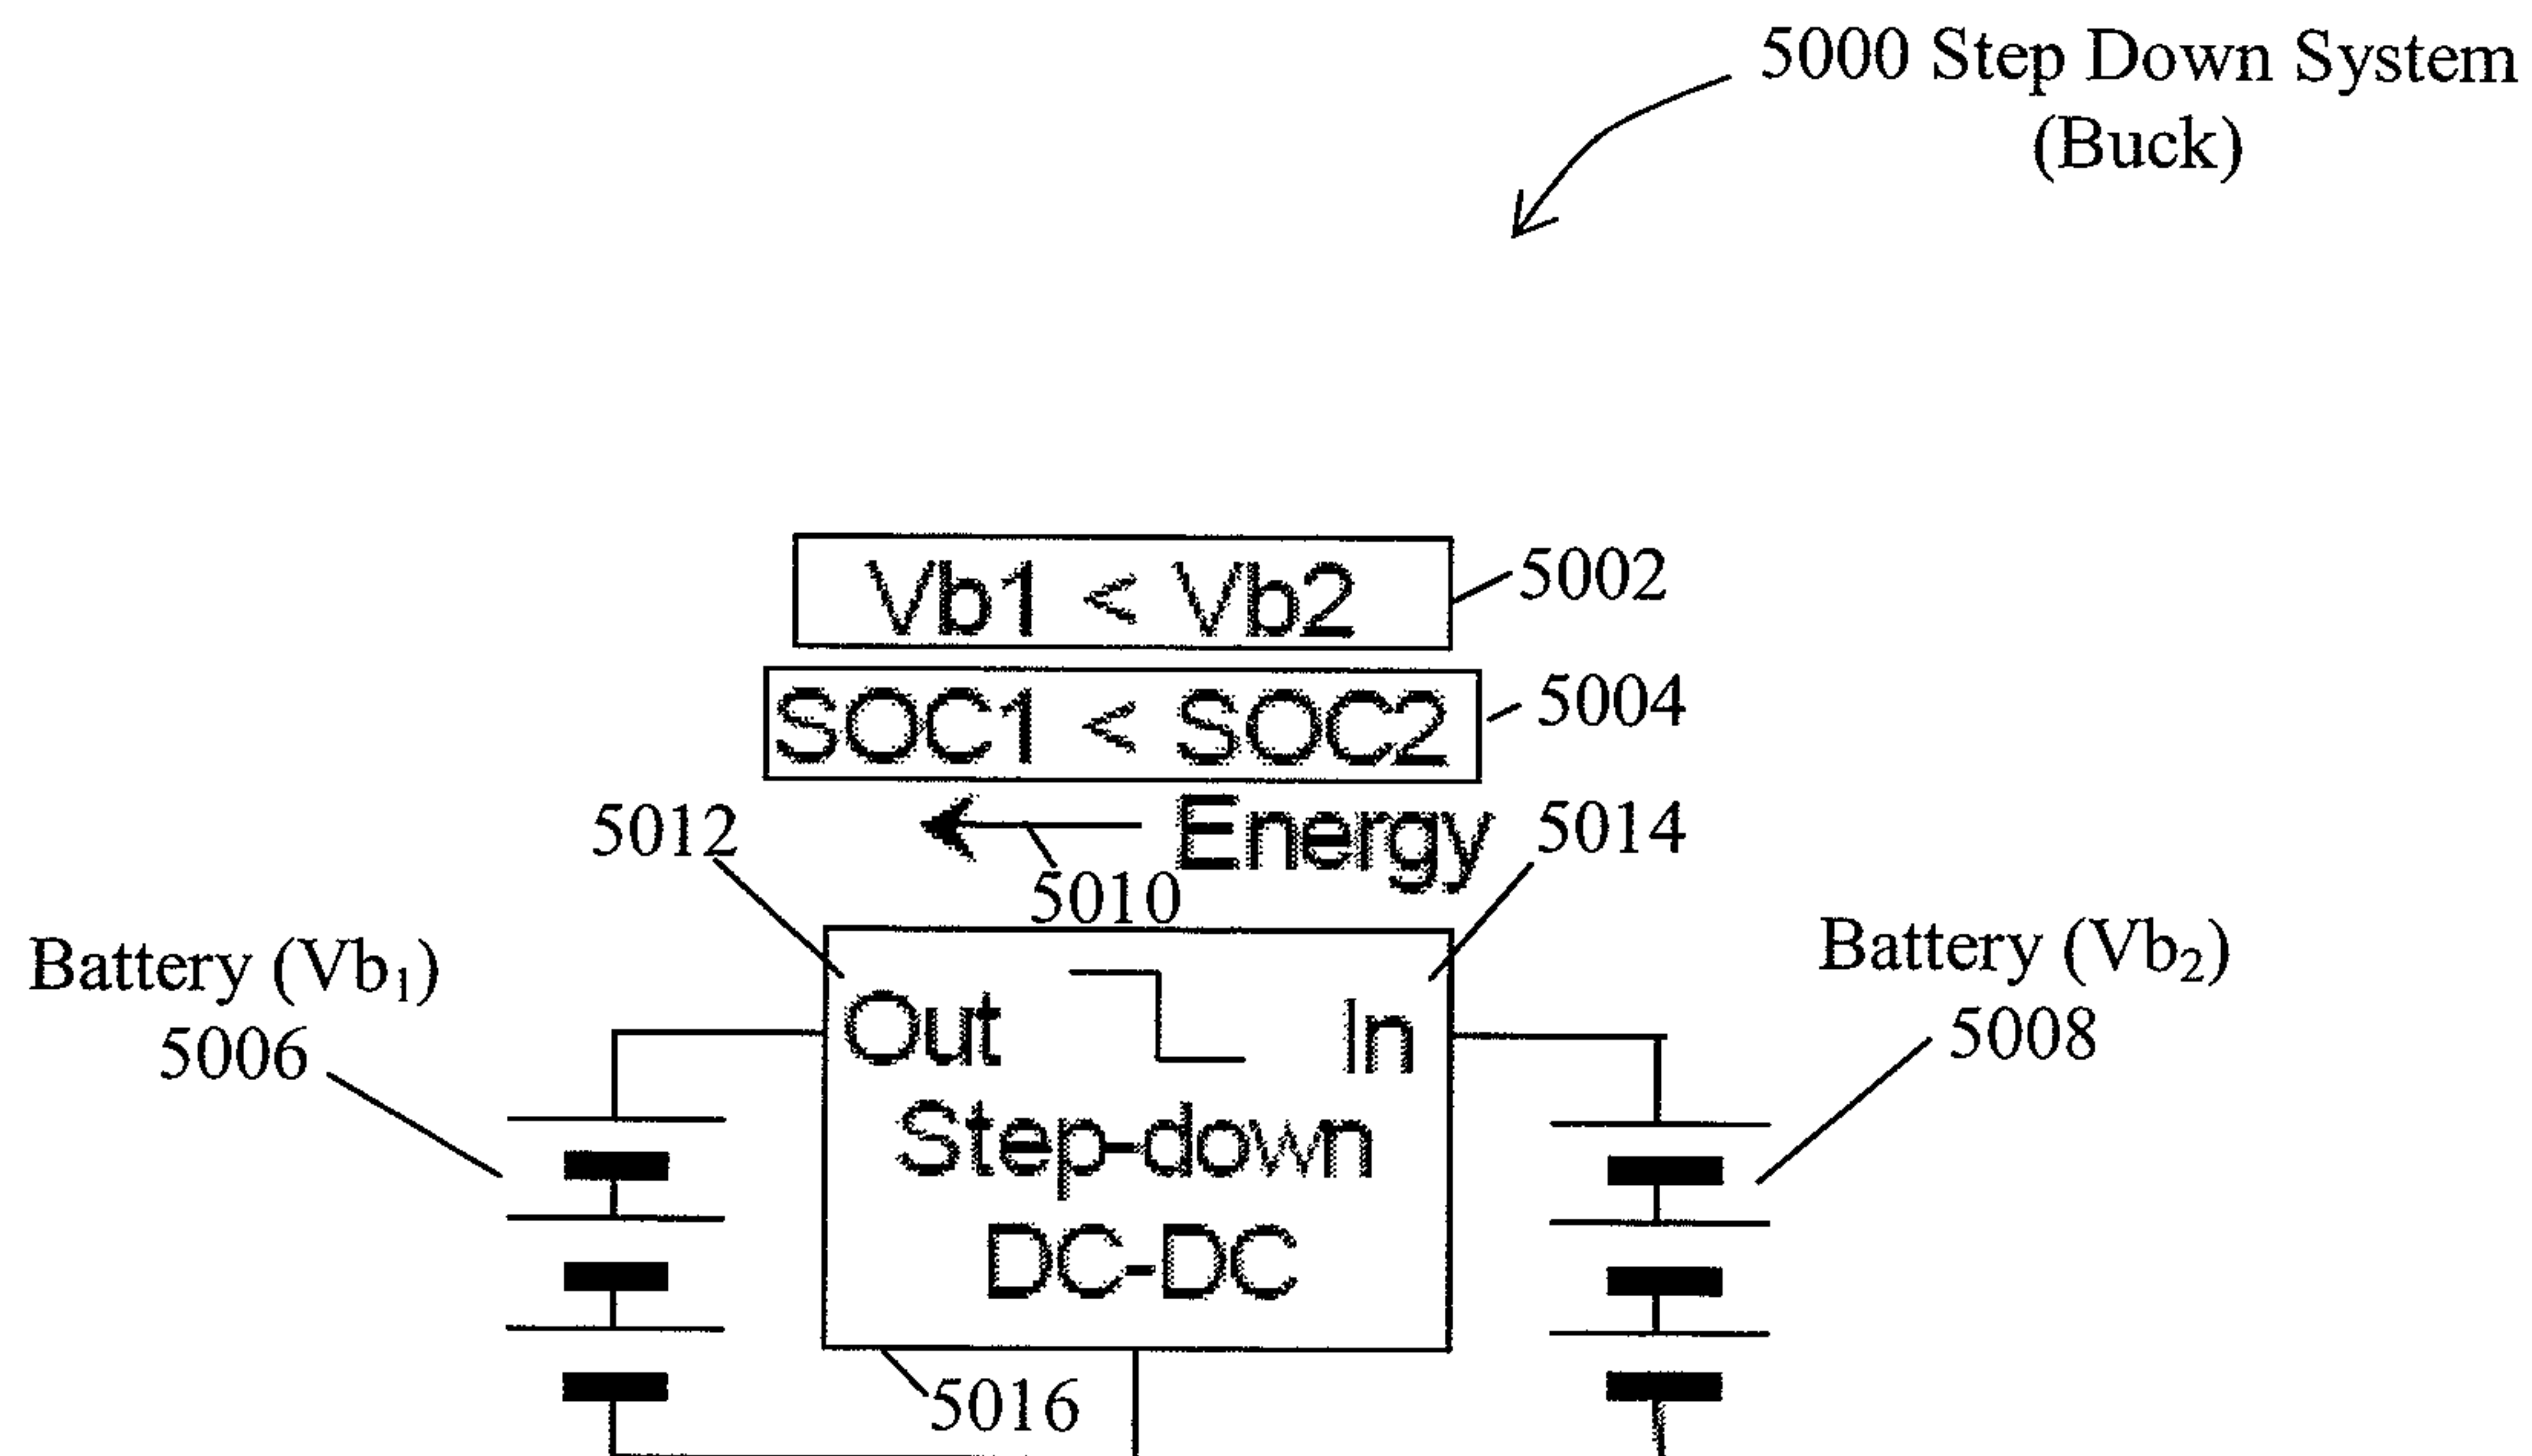 5000 Step Down System
(Buck)
Vb1 < Vb2
5002
SOC1 < SOC2
5004
5012
Energy
5014
5010
Battery (Vb₁)
5006
Battery (Vb₂)
5008
Out
In
Step-down
DC-DC
5016